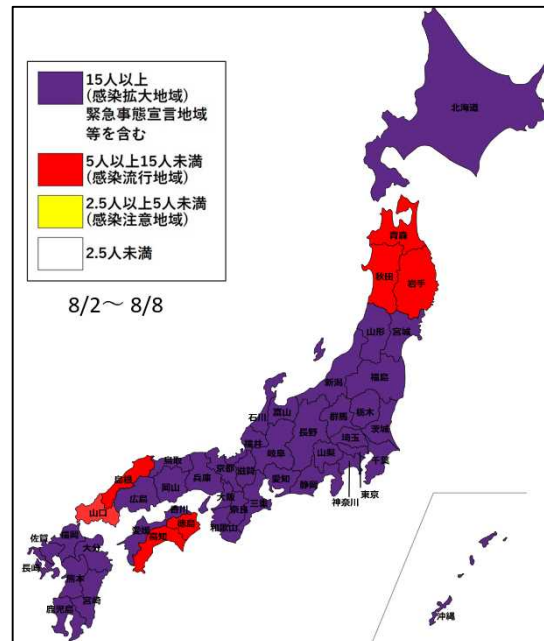 15人以上
(感染拡大地域)
緊急事態宣言地域
等を含む
5人以上15人未満
(感染流行地域)
2.5人以上5人未満
(感染注意地域)
2.5人未満
8/2～ 8/8
北海道
青森
秋田
岩手
山形
宮城
新潟
福島
石川
富山
群馬
栃木
長野
茨城
埼玉
福井
岐阜
山梨
千葉
島根
鳥取
京都
滋賀
愛知
静岡
神奈川
東京
兵庫
岡山
広島
大阪
奈良
三重
山口
香川
徳島
和歌山
愛媛
高知
佐賀
福岡
大分
長崎
熊本
宮崎
鹿児島
沖縄